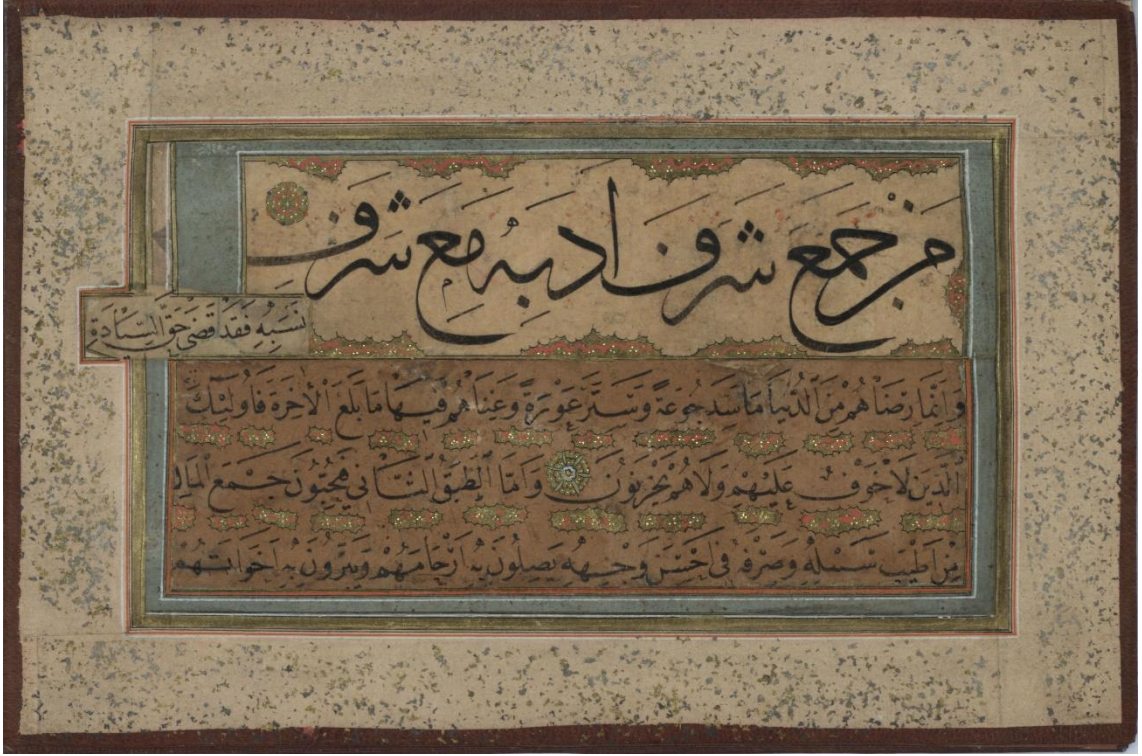 من جمع شرف ادبه مع شرف
نسبه فقد قضى حق السيادة
وانما رضاهم من الدنيا ما سد جوعة وستر عورة وغناهم فيها ما بلغ الاخرة فاولئك
الذين لا خوف عليهم ولا هم يحزنون واما الطبق الثاني يحبون جمع المال
من اطيب سبيله وصرفه في احسن وجهه يصلون به ارحامهم ويبرون به اخوانهم